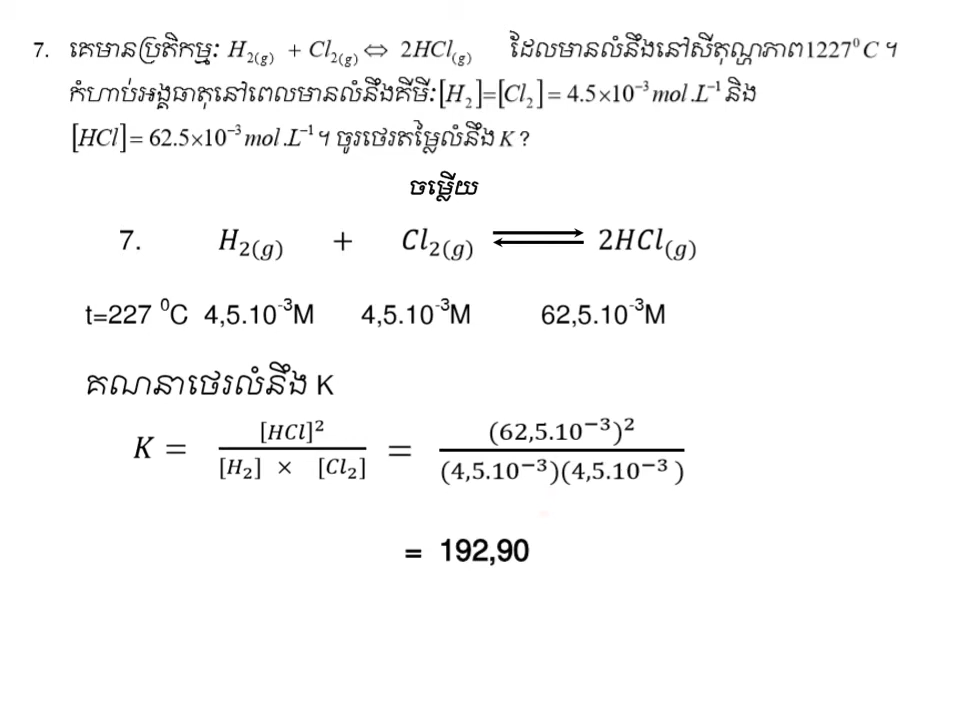 7. គេមានប្រតិកម្ម: H2(g) + Cl2(g) ⇔ 2HCl(g) ដែលមានលំនឹងនៅសីតុណ្ហភាព1227⁰C ។
កំហាប់អង្គធាតុនៅពេលមានលំនឹងគីមី:[H2]=[Cl2]= 4.5×10⁻³mol.L⁻¹និង
[HCl]= 62.5×10⁻³mol.L⁻¹។ ចូរថេរតម្លៃលំនឹង K ?
ចម្លើយ
7. H2(g) + Cl2(g) ⇌ 2HCl(g)
t=227 ⁰C 4,5.10⁻³M 4,5.10⁻³M 62,5.10⁻³M
គណនាថេរលំនឹង K
K = [HCl]² / [H2] × [Cl2] = (62,5.10⁻³)² / (4,5.10⁻³)(4,5.10⁻³)
= 192,90